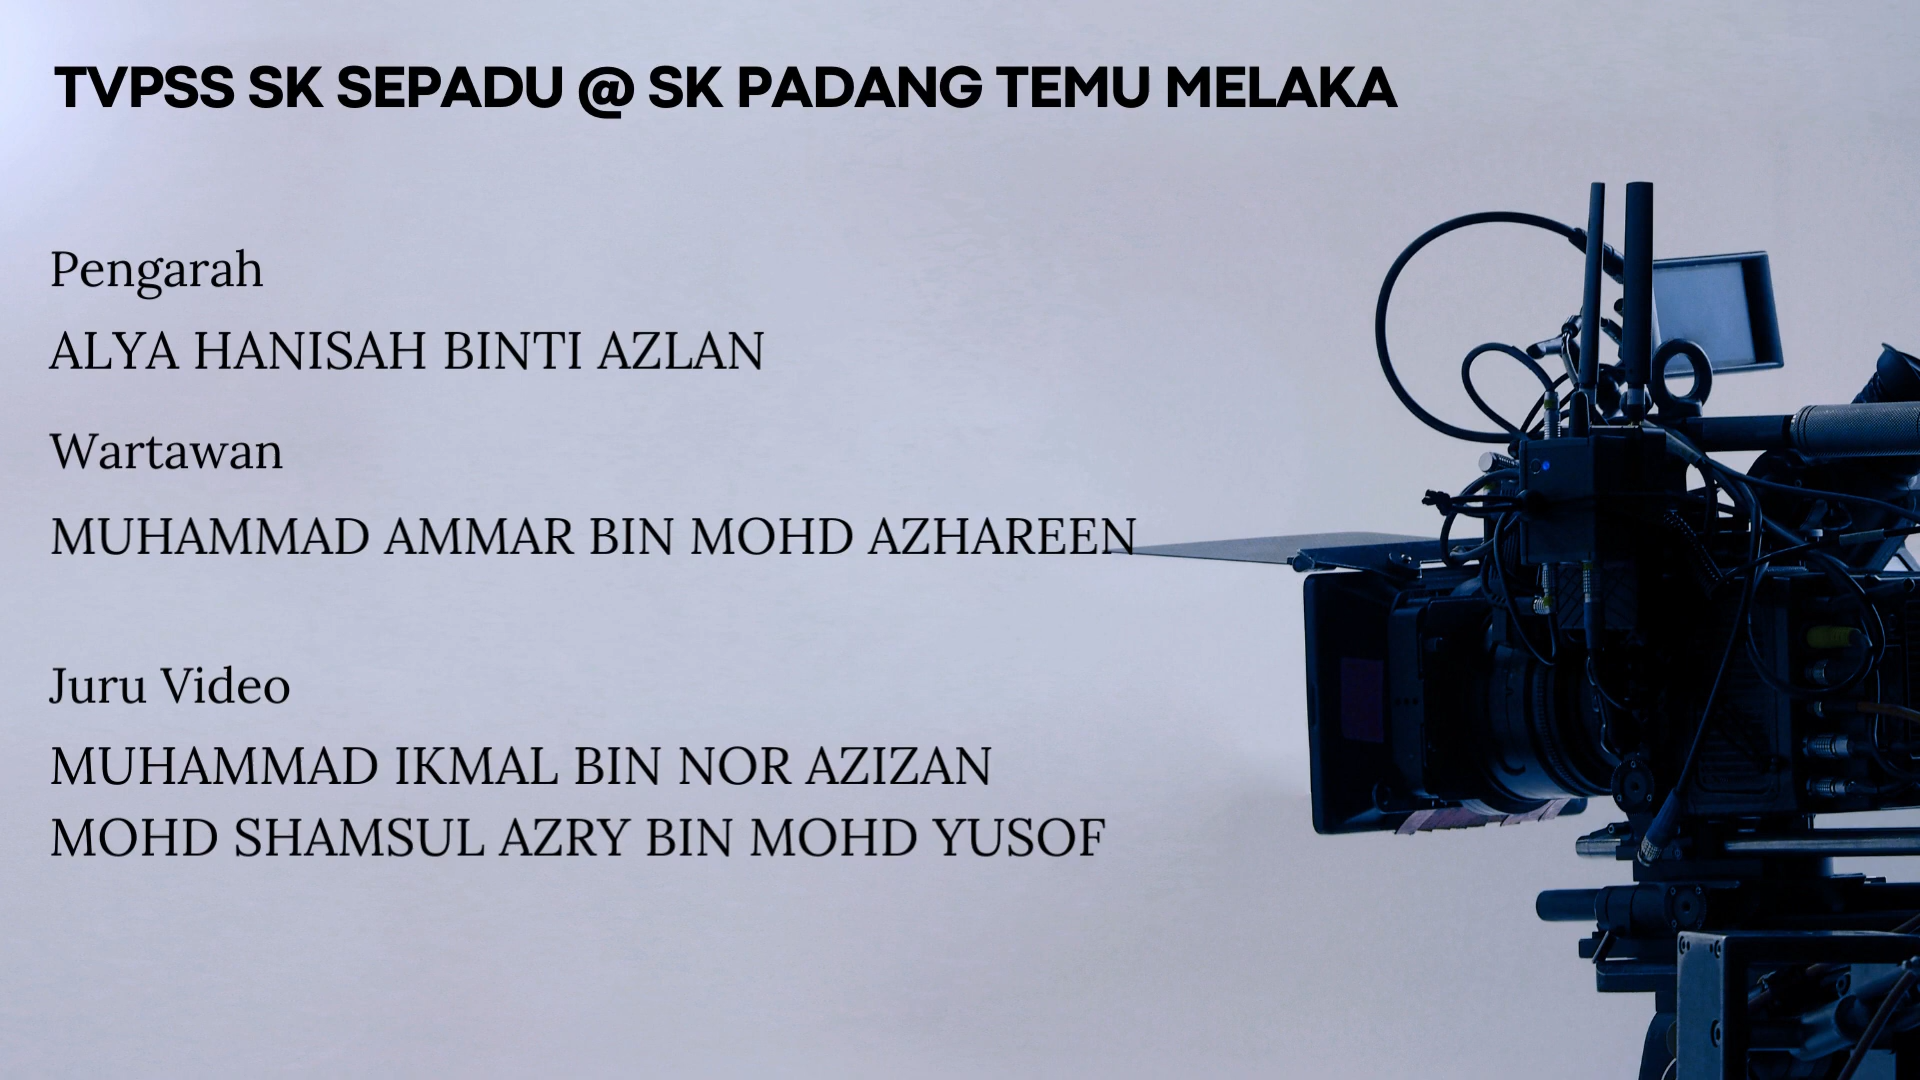 TVPSS SK SEPADU @ SK PADANG TEMU MELAKA
Pengarah
ALYA HANISAH BINTI AZLAN
Wartawan
MUHAMMAD AMMAR BIN MOHD AZHAREEN
Juru Video
MUHAMMAD IKMAL BIN NOR AZIZAN
MOHD SHAMSUL AZRY BIN MOHD YUSOF